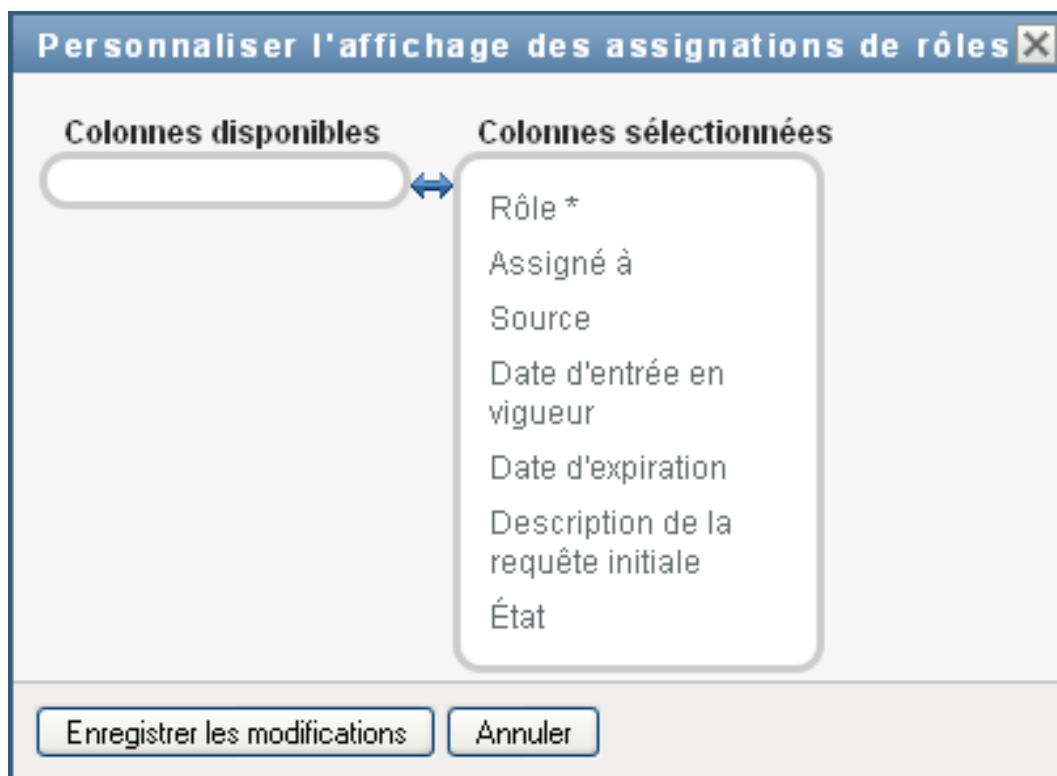 Personnaliser l'affichage des assignations de rôles
Colonnes disponibles
Colonnes sélectionnées
Rôle *
Assigné à
Source
Date d'entrée en
vigueur
Date d'expiration
Description de la
requête initiale
État
Enregistrer les modifications
Annuler